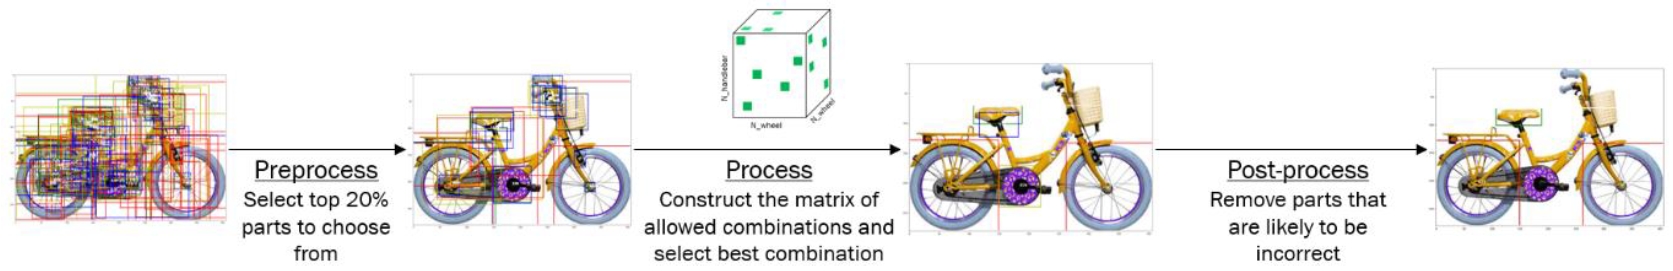 Preprocess
Select top 20%
parts to choose
from
N_handlebar
N_wheel
N_wheel
Process
Construct the matrix of
allowed combinations and
select best combination
Post-process
Remove parts that
are likely to be
incorrect